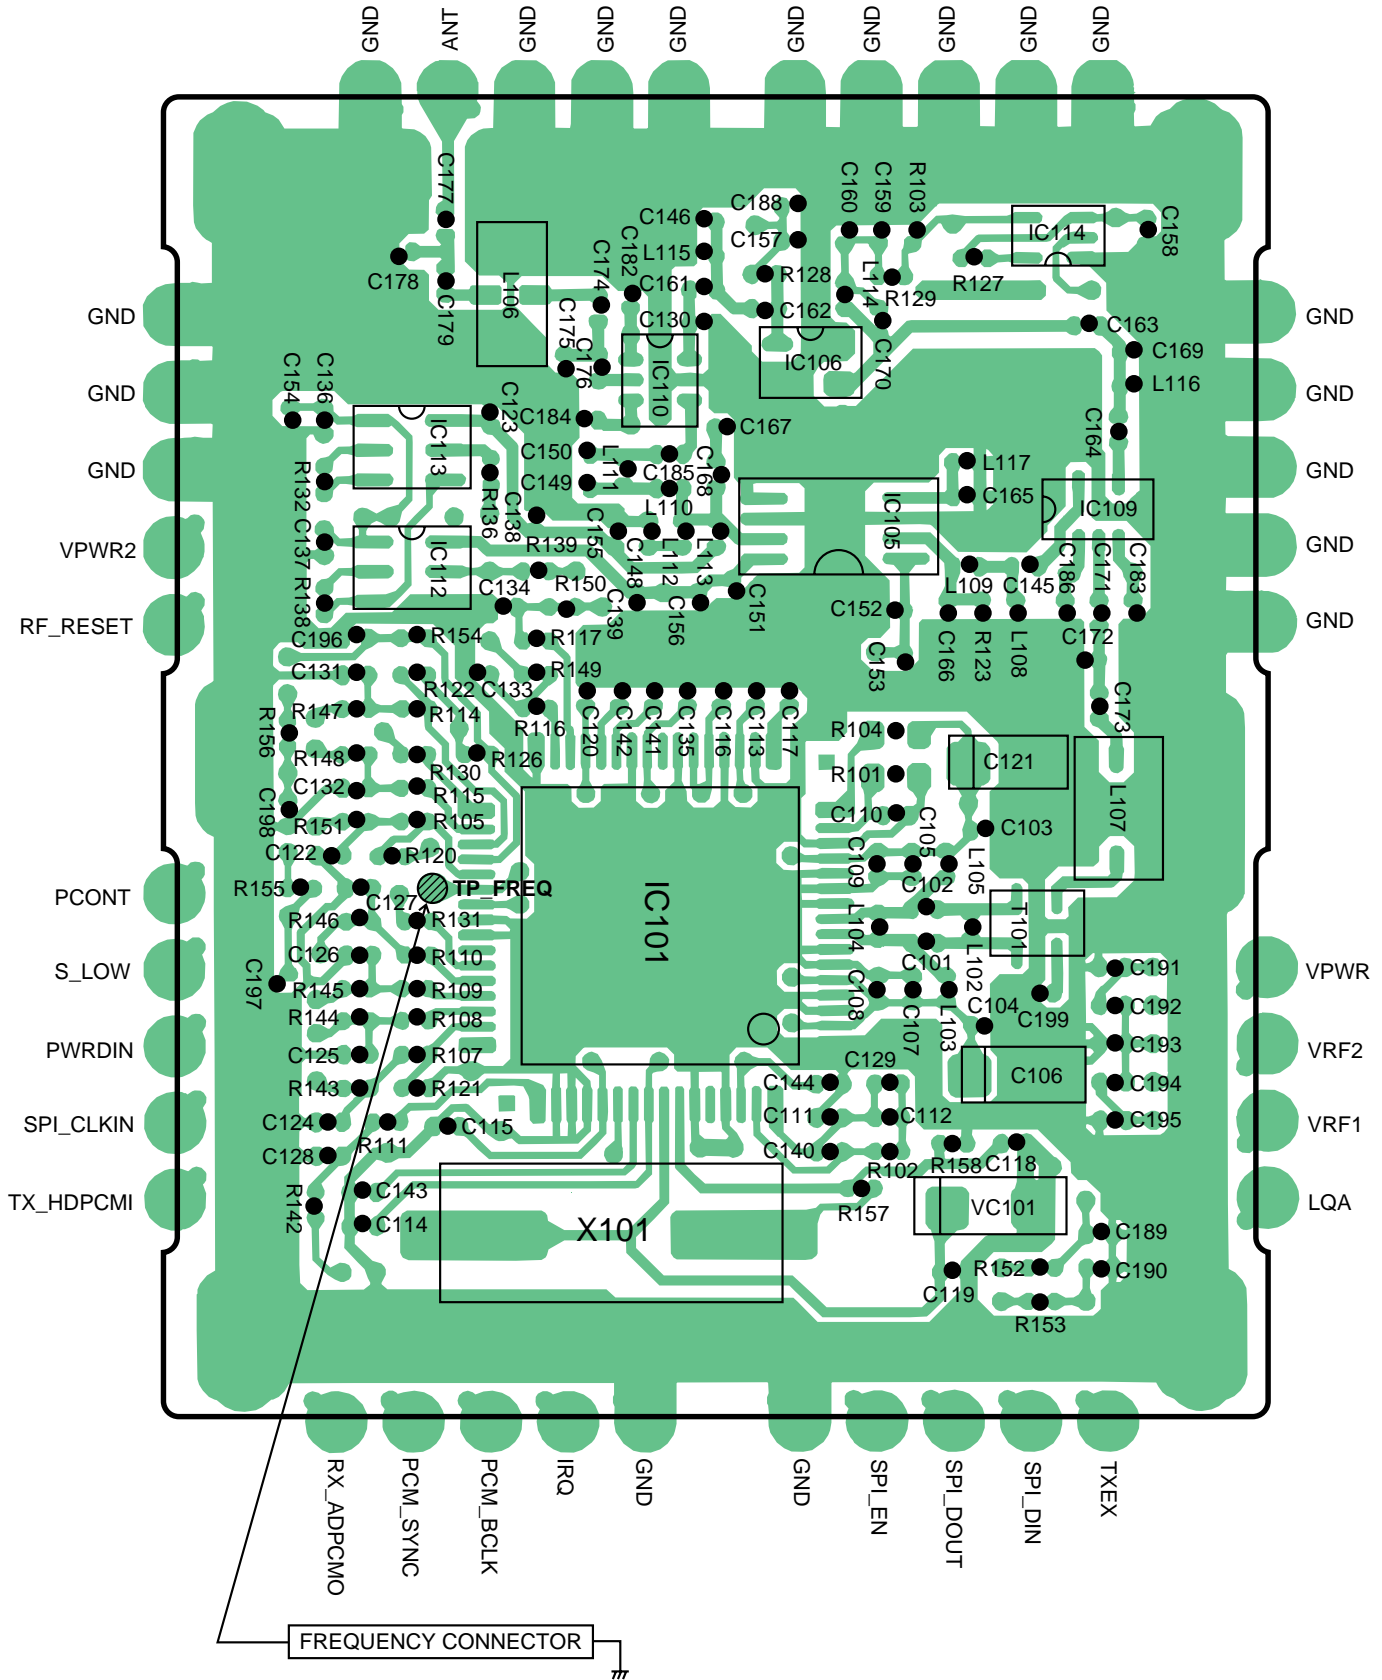 GND
ANT
GND
GND
GND
GND
GND
GND
GND
GND
C177
C188
C160
C159
R103
C146
C157
IC114
C158
L115
C182
C178
C179
L106
C174
C161
R128
L114
R129
R127
C162
C130
C163
GND
GND
C175
C176
IC110
IC106
C170
C169
L116
C154
C136
C123
C184
C167
C164
GND
GND
IC113
C150
L111
C185
C168
L117
R132
R136
C149
C165
GND
GND
L110
IC105
IC109
C137
C138
R139
C155
VPWR2
IC112
C148
L112
L113
L109
C145
C186
C171
C183
GND
R138
C134
R150
C139
C156
C151
C152
RF_RESET
C166
R123
L108
C172
GND
C196
R154
R117
C153
C131
R122
C133
R149
R147
R114
R116
C120
C142
C141
C135
C116
C113
C117
C173
R156
R104
R148
R126
C121
R130
R101
C132
R115
L107
C198
R151
R105
C110
C105
C103
C122
R120
C109
L105
R155
TP_FREQ
C102
PCONT
C127
R146
R131
IC101
L104
T101
C126
R110
C101
L102
S_LOW
C191
VPWR
C197
R145
R109
C108
C107
L103
C104
C199
C192
R144
R108
PWRDIN
C125
R107
C193
VRF2
R143
R121
C144
C129
C106
C194
SPI_CLKIN
C124
R111
C115
C111
C112
C195
VRF1
C128
C140
R102
R158
C118
TX_HDPCMI
R142
C143
R157
VC101
LQA
C114
X101
C189
R152
C190
C119
R153
RX_ADPCMO
PCM_SYNC
PCM_BCLK
IRQ
GND
GND
SPI_EN
SPI_DOUT
SPI_DIN
TXEX
FREQUENCY CONNECTOR